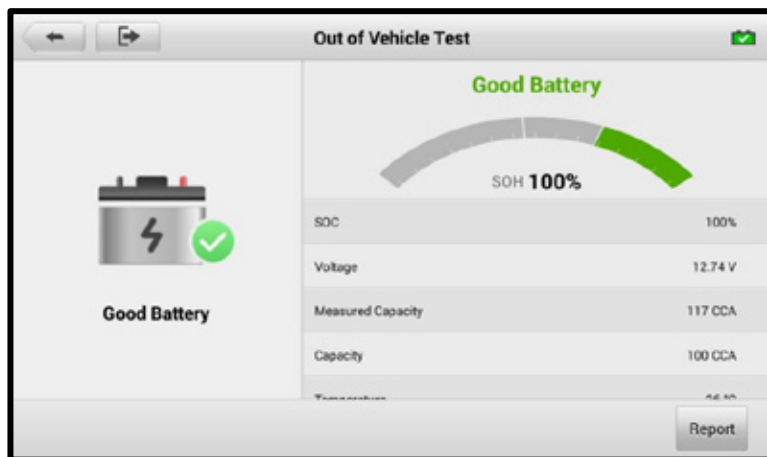 Out of Vehicle Test
Good Battery
Good Battery
SOH 100%
SOC 100%
Voltage 12.74 V
Measured Capacity 117 CCA
Capacity 100 CCA
Temperature
Report